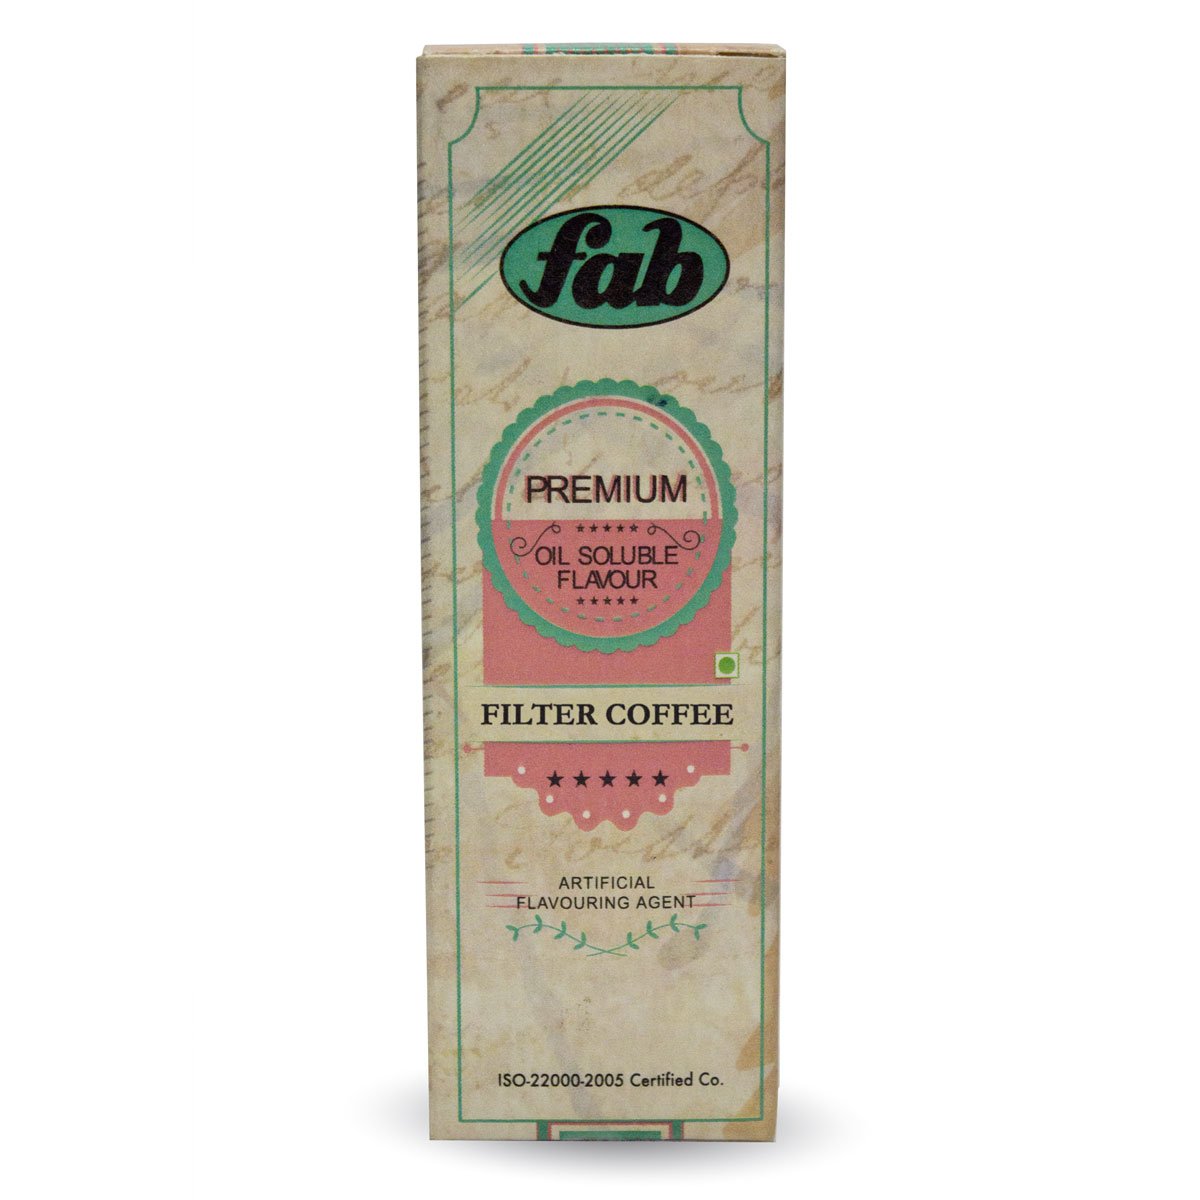 fab
PREMIUM
OIL SOLUBLE
FLAVOUR
FILTER COFFEE
ARTIFICIAL
FLAVOURING AGENT
ISO-22000-2005 Certified Co.